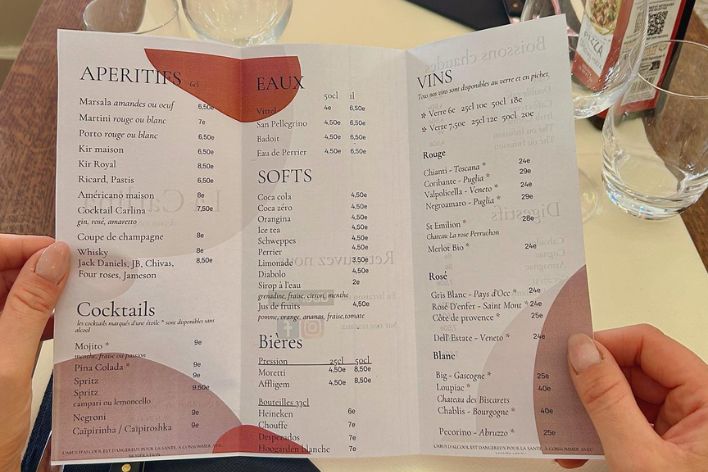 APERITIFS 6cl
Marsala amandes ou oeuf 6,50e
Martini rouge ou blanc 7e
Porto rouge ou blanc 6,50e
Kir maison 6,50e
Kir Royal 8,50e
Ricard, Pastis 6,50e
Américano maison 8e
Cocktail Carlina 7,50e
gin, rosé, amaretto
Coupe de champagne 8e
Whisky 8e
Jack Daniels, JB, Chivas, 8,50e
Four roses, Jameson
Cocktails
les cocktails marqués d'une étoile * sont disponibles sant
alcool
Mojito * 9e
menthe, fraise ou passion
Pina Colada * 9e
Spritz 9e
Spritz 9,50e
campari ou lemoncello
Negroni 9e
Caïpirinha / Caïpiroshka 9e
L'ABUS D'ALCOOL EST DANGEREUX POUR LA SANTÉ, A CONSOMMER AVEC
EAUX
50cl 1l
Vittel 4e 6,50e
San Pellegrino 4,50e 6,50e
Badoit 4,50e 6,50e
Eau de Perrier 4,50e 6,50e
SOFTS
Coca cola 4,50e
Coca zéro 4,50e
Orangina 4,50e
Ice tea 4,50e
Schweppes 4,50e
Perrier 4,50e
Limonade 3,50e
Diabolo 4,50e
Sirop à l'eau 2e
grenadine, fraise, citron, menthe
Jus de fruits 4,50e
pomme, orange, ananas, fraise, tomate
Bières
Pression 25cl 50cl
Moretti 4,50e 8,50e
Affligem 4,50e 8,50e
Bouteilles 33cl
Heineken 6e
Chouffe 7e
Desperados 7e
Hoogarden blanche 7e
VINS
Tous nos vins sont disponibles au verre et en pichet,
* Verre 6e 25cl 10e 50cl 18e
* Verre 7,50e 25cl 12e 50cl 20e
Rouge
Chianti - Toscana * 24e
Coribante - Puglia * 29e
Valpolicella - Veneto * 24e
Negroamaro - Puglia * 29e
St Emilion * 28e
Chateau La rose Perruchon
Merlot Bio * 24e
Rosé
Gris Blanc - Pays d'Occ * 24e
Rosé D'enfer - Saint Mont * 24e
Côte de provence * 25e
Dell'Estate - Veneto * 24e
Blanc
Big - Gascogne * 25e
Loupiac * 40e
Chateau des Biscarets
Chablis - Bourgogne * 40e
Pecorino - Abruzzo * 25e
L'ABUS D'ALCOOL EST DANGEREUX POUR LA SANTÉ, A CONSOMMER AVEC